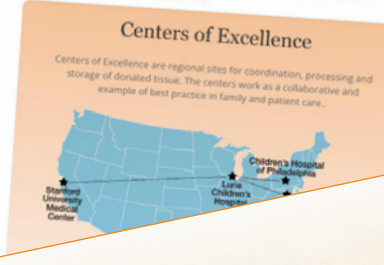 Centers of Excellence
Centers of Excellence are regional sites for coordination, processing and
storage of donated tissue. The centers work as a collaborative and
example of best practice in family and patient care..
Children's Hospital
of Philadelphia
Stanford
University
Medical
Center
Lurie
Children's
Hospital